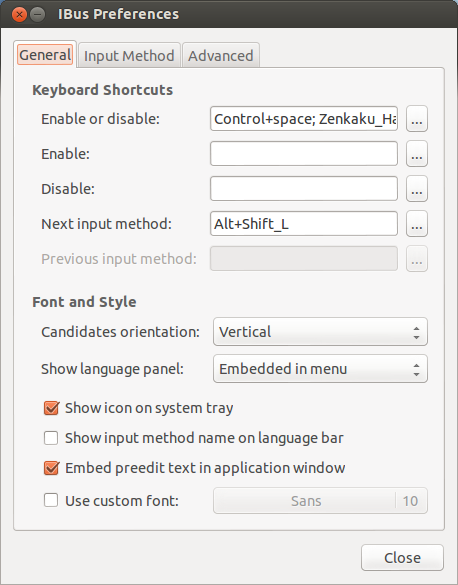 IBus Preferences
General Input Method Advanced
Keyboard Shortcuts
Enable or disable: Control+space; Zenkaku_Ha ...
Enable: ...
Disable: ...
Next input method: Alt+Shift_L ...
Previous input method: ...
Font and Style
Candidates orientation: Vertical
Show language panel: Embedded in menu
Show icon on system tray
Show input method name on language bar
Embed preedit text in application window
Use custom font: Sans 10
Close